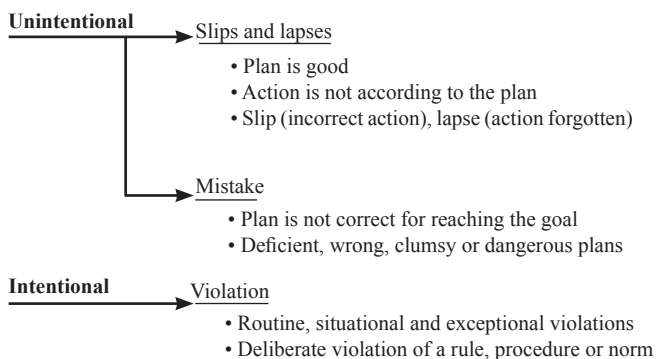 Unintentional
Slips and lapses
• Plan is good
• Action is not according to the plan
• Slip (incorrect action), lapse (action forgotten)
Mistake
• Plan is not correct for reaching the goal
• Deficient, wrong, clumsy or dangerous plans
Intentional
Violation
• Routine, situational and exceptional violations
• Deliberate violation of a rule, procedure or norm